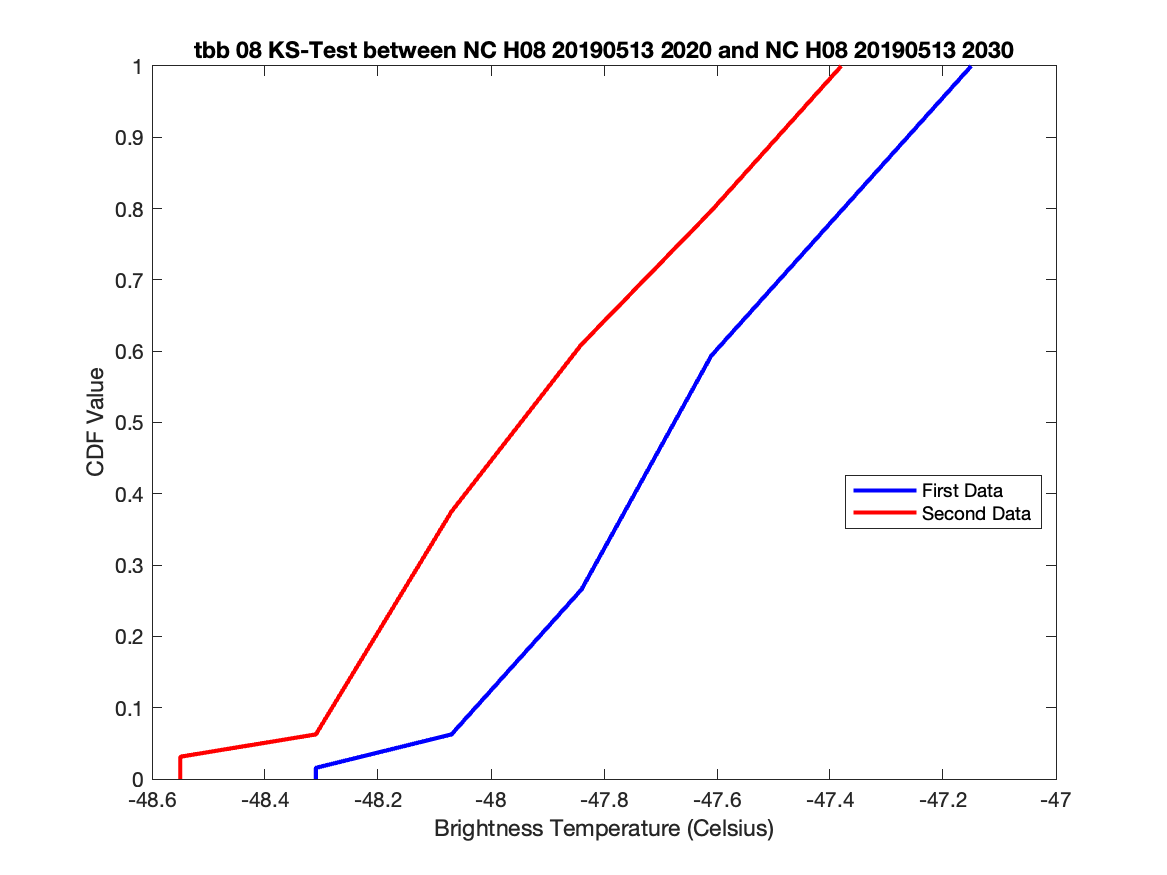 tbb 08 KS-Test between NC H08 20190513 2020 and NC H08 20190513 2030
1
0.9
0.8
0.7
0.6
0.5
0.4
0.3
0.2
0.1
0
CDF Value
First Data
Second Data
-48.6 -48.4 -48.2 -48 -47.8 -47.6 -47.4 -47.2 -47
Brightness Temperature (Celsius)